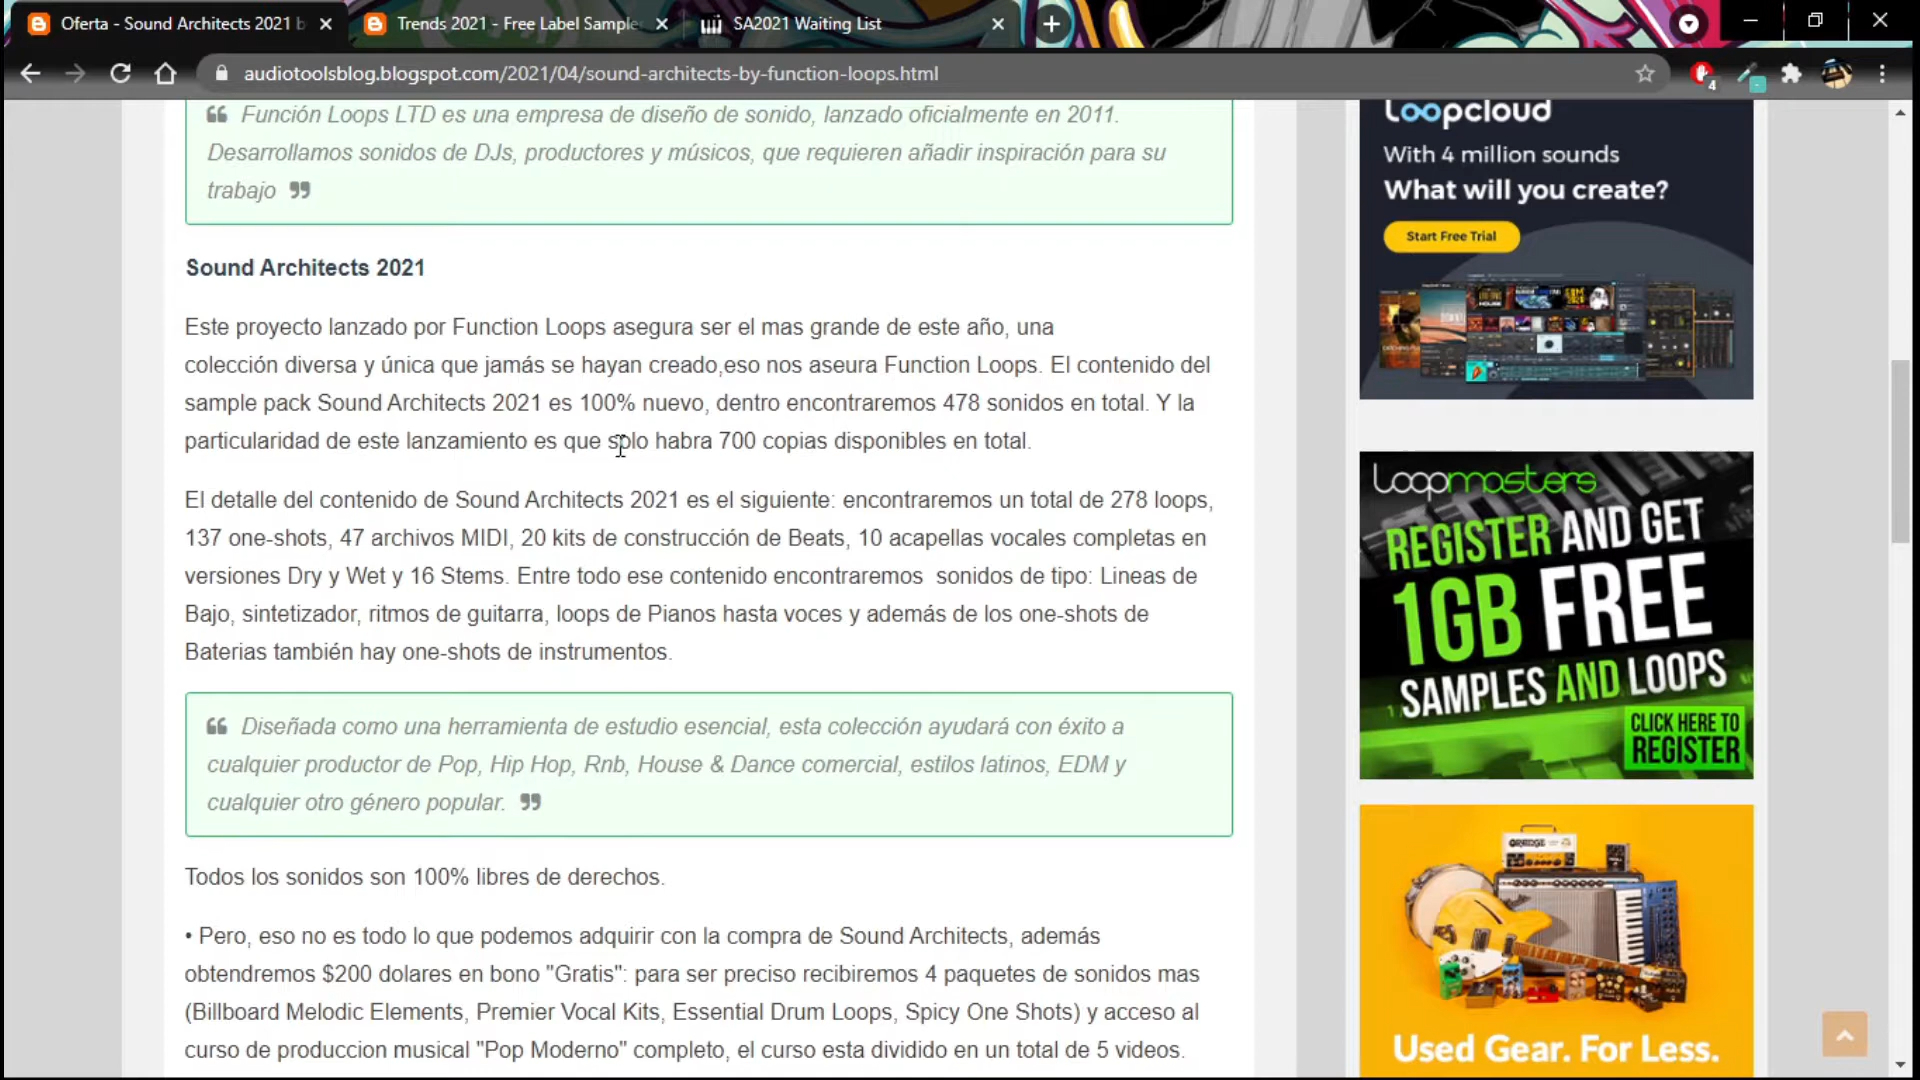 Oferta - Sound Architects 2021 b
Trends 2021 - Free Label Sample
SA2021 Waiting List
audiotoolsblog.blogspot.com/2021/04/sound-architects-by-function-loops.html
4
Función Loops LTD es una empresa de diseño de sonido, lanzado oficialmente en 2011.
Desarrollamos sonidos de DJs, productores y músicos, que requieren añadir inspiración para su
trabajo
Sound Architects 2021
Este proyecto lanzado por Function Loops asegura ser el mas grande de este año, una
colección diversa y única que jamás se hayan creado,eso nos aseura Function Loops. El contenido del
sample pack Sound Architects 2021 es 100% nuevo, dentro encontraremos 478 sonidos en total. Y la
particularidad de este lanzamiento es que solo habra 700 copias disponibles en total.
El detalle del contenido de Sound Architects 2021 es el siguiente: encontraremos un total de 278 loops,
137 one-shots, 47 archivos MIDI, 20 kits de construcción de Beats, 10 acapellas vocales completas en
versiones Dry y Wet y 16 Stems. Entre todo ese contenido encontraremos sonidos de tipo: Lineas de
Bajo, sintetizador, ritmos de guitarra, loops de Pianos hasta voces y además de los one-shots de
Baterias también hay one-shots de instrumentos.
Diseñada como una herramienta de estudio esencial, esta colección ayudará con éxito a
cualquier productor de Pop, Hip Hop, Rnb, House & Dance comercial, estilos latinos, EDM y
cualquier otro género popular.
Todos los sonidos son 100% libres de derechos.
• Pero, eso no es todo lo que podemos adquirir con la compra de Sound Architects, además
obtendremos $200 dolares en bono "Gratis": para ser preciso recibiremos 4 paquetes de sonidos mas
(Billboard Melodic Elements, Premier Vocal Kits, Essential Drum Loops, Spicy One Shots) y acceso al
curso de produccion musical "Pop Moderno" completo, el curso esta dividido en un total de 5 videos.
Loopcloud
With 4 million sounds
What will you create?
Start Free Trial
Loopmasters
REGISTER AND GET
1GB FREE
SAMPLES AND LOOPS
CLICK HERE TO
REGISTER
ORANGE
Used Gear. For Less.